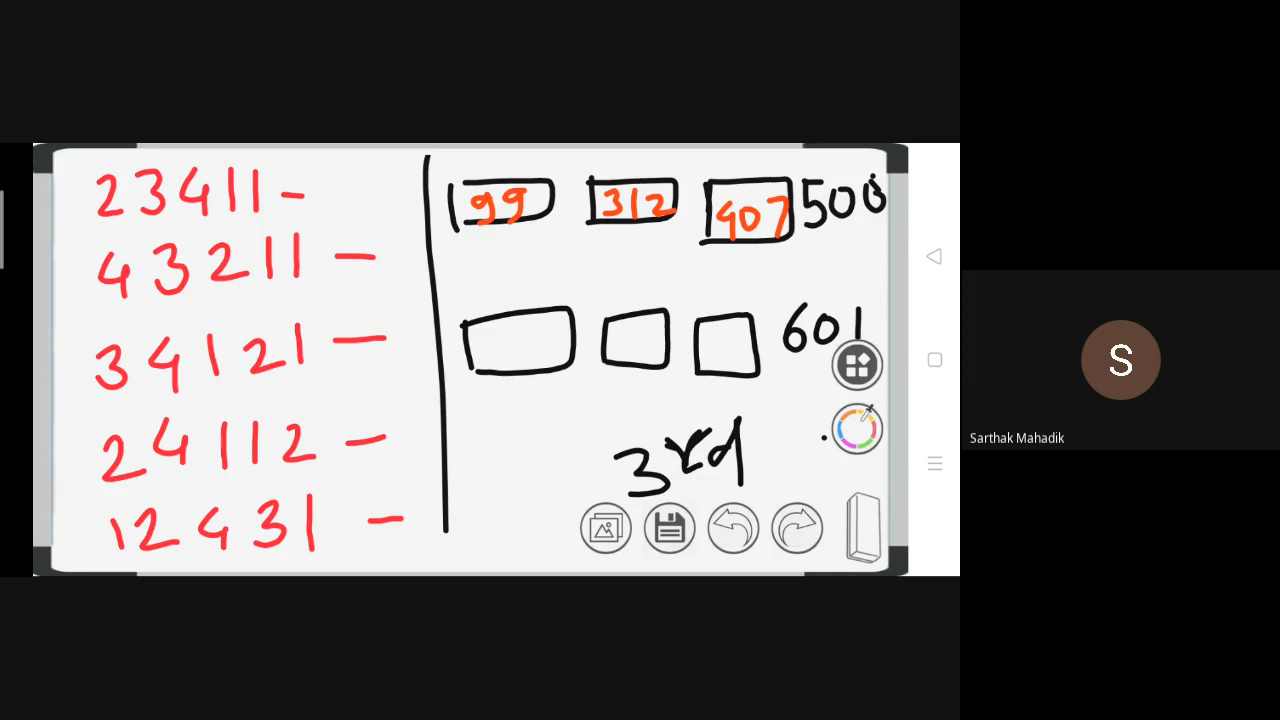 23411 -
43211 -
34121 -
24112 -
12431 -
99 312 407 500
601
3rd
S
Sarthak Mahadik